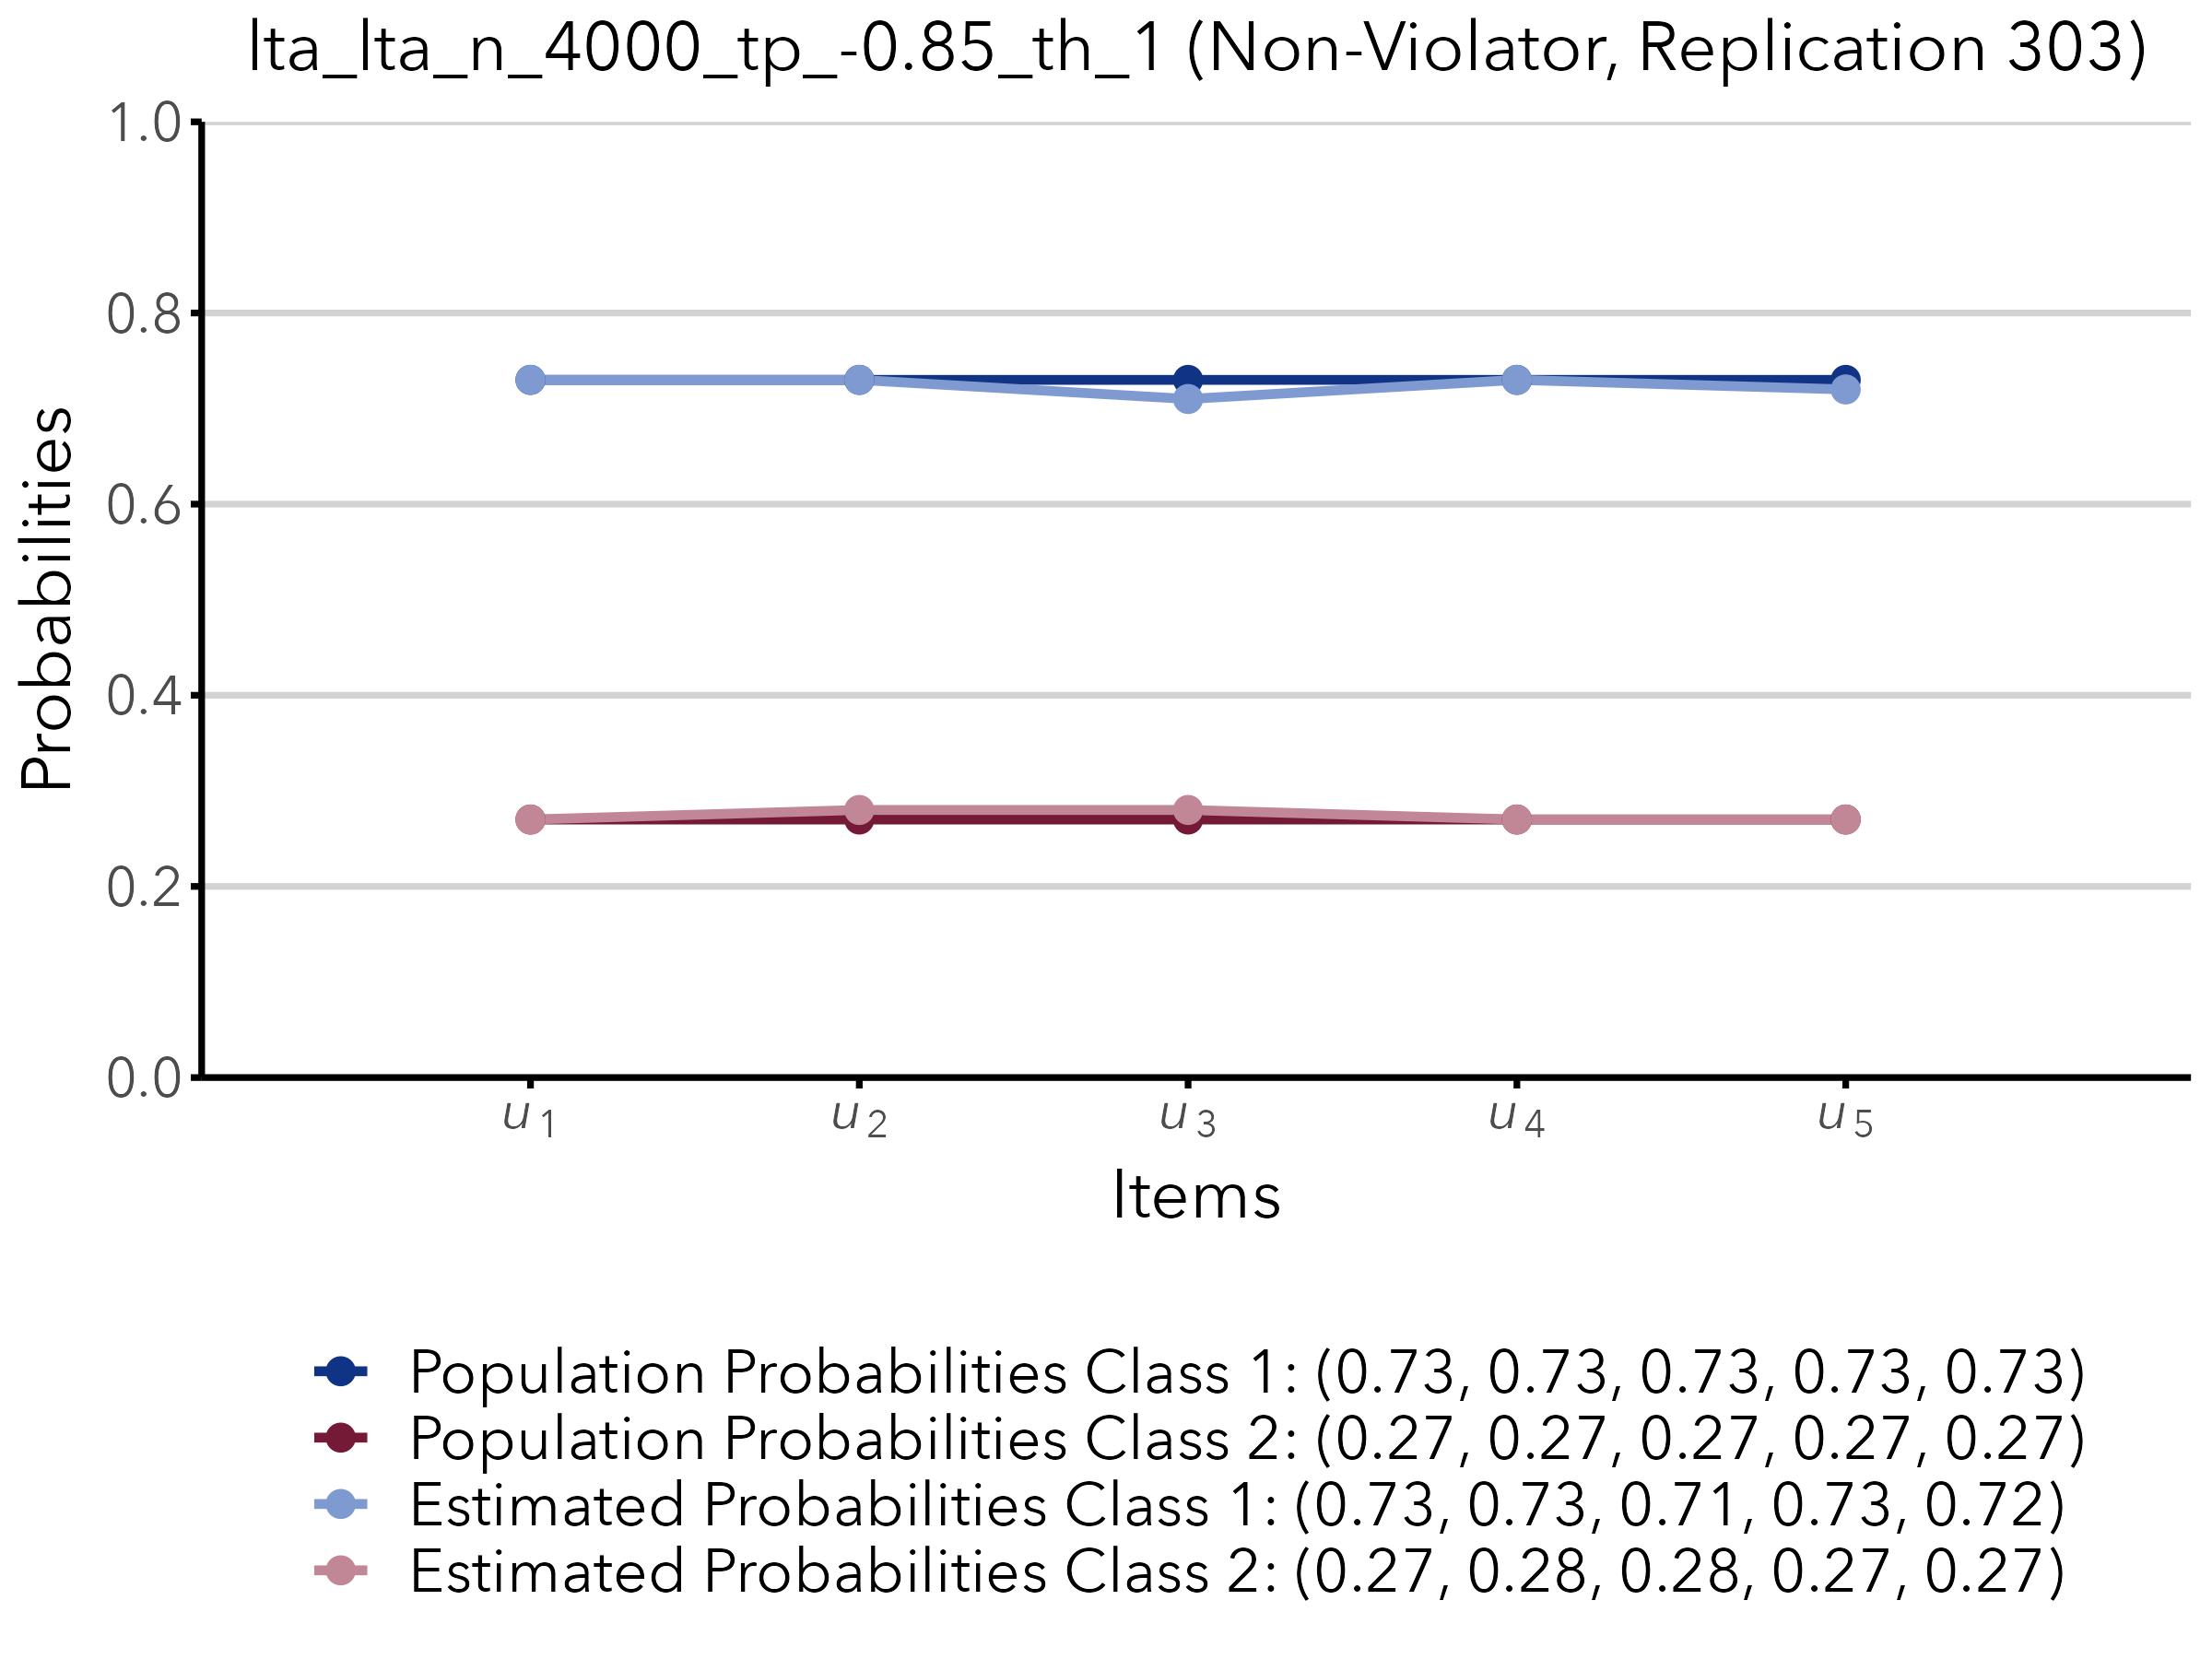 lta_lta_n_4000_tp_-0.85_th_1 (Non-Violator, Replication 303)
1.0
0.8
0.6
0.4
0.2
0.0
Probabilities
u1 u2 u3 u4 u5
Items
Population Probabilities Class 1: (0.73, 0.73, 0.73, 0.73, 0.73)
Population Probabilities Class 2: (0.27, 0.27, 0.27, 0.27, 0.27)
Estimated Probabilities Class 1: (0.73, 0.73, 0.71, 0.73, 0.72)
Estimated Probabilities Class 2: (0.27, 0.28, 0.28, 0.27, 0.27)